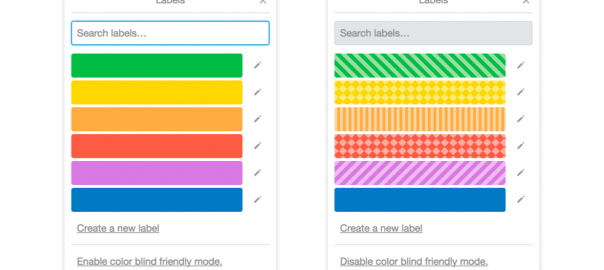 Labels
Search labels…
Create a new label
Enable color blind friendly mode.
Labels
Search labels…
Create a new label
Disable color blind friendly mode.